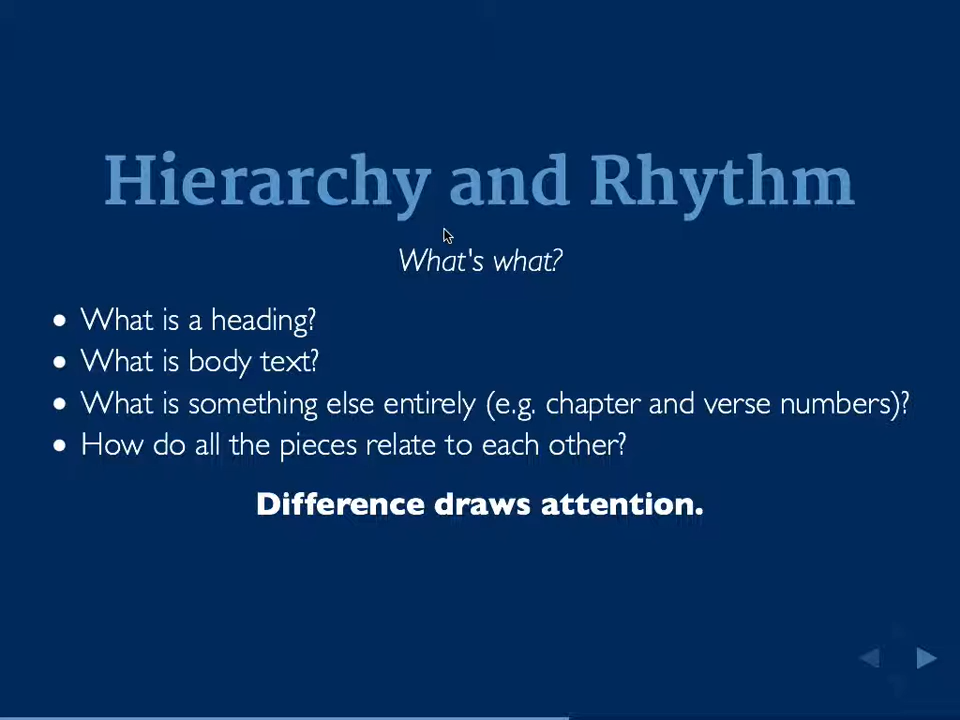 Hierarchy and Rhythm
What's what?
• What is a heading?
• What is body text?
• What is something else entirely (e.g. chapter and verse numbers)?
• How do all the pieces relate to each other?
Difference draws attention.